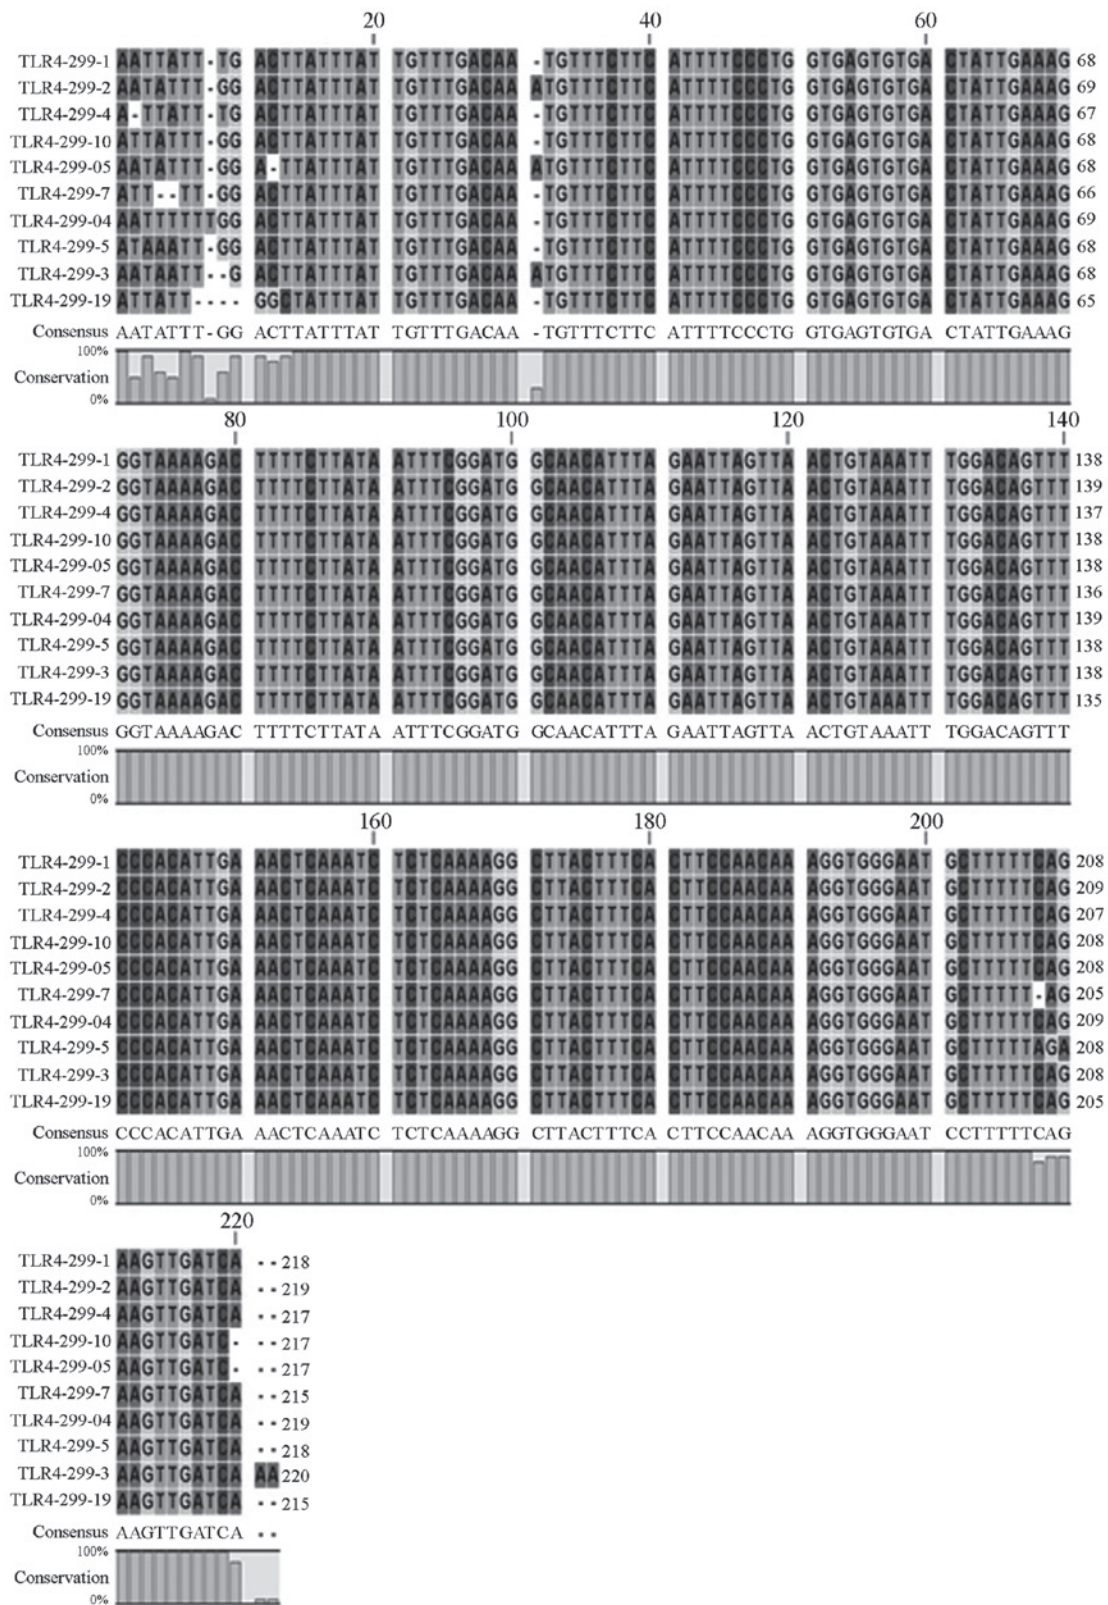 20 40 60
TLR4-299-1 AATTATT-TG ACTTATTTAT TGTTTGACAA -TGTTTCTTC ATTTTCCCTG GTGAGTGTGA CTATTGAAAG 68
TLR4-299-2 AATATTT-GG ACTTATTTAT TGTTTGACAA ATGTTTCTTC ATTTTCCCTG GTGAGTGTGA CTATTGAAAG 69
TLR4-299-4 A-TTATT-TG ACTTATTTAT TGTTTGACAA -TGTTTCTTC ATTTTCCCTG GTGAGTGTGA CTATTGAAAG 67
TLR4-299-10 ATTATTT-GG ACTTATTTAT TGTTTGACAA -TGTTTCTTC ATTTTCCCTG GTGAGTGTGA CTATTGAAAG 68
TLR4-299-05 AATATTT-GG A-TTATTTAT TGTTTGACAA ATGTTTCTTC ATTTTCCCTG GTGAGTGTGA CTATTGAAAG 68
TLR4-299-7 ATT--TT-GG ACTTATTTAT TGTTTGACAA -TGTTTCTTC ATTTTCCCTG GTGAGTGTGA CTATTGAAAG 66
TLR4-299-04 AATTTTTTGG ACTTATTTAT TGTTTGACAA -TGTTTCTTC ATTTTCCCTG GTGAGTGTGA CTATTGAAAG 69
TLR4-299-5 ATAAATT-GG ACTTATTTAT TGTTTGACAA -TGTTTCTTC ATTTTCCCTG GTGAGTGTGA CTATTGAAAG 68
TLR4-299-3 AATAATT--G ACTTATTTAT TGTTTGACAA ATGTTTCTTC ATTTTCCCTG GTGAGTGTGA CTATTGAAAG 68
TLR4-299-19 ATTATT---- GGCTATTTAT TGTTTGACAA -TGTTTCTTC ATTTTCCCTG GTGAGTGTGA CTATTGAAAG 65
Consensus AATATTT-GG ACTTATTTAT TGTTTGACAA -TGTTTCTTC ATTTTCCCTG GTGAGTGTGA CTATTGAAAG
100%
Conservation
0%
80 100 120 140
TLR4-299-1 GGTAAAAGAC TTTTCTTATA ATTTCGGATG GCAACATTTA GAATTAGTTA ACTGTAAATT TGGACAGTTT 138
TLR4-299-2 GGTAAAAGAC TTTTCTTATA ATTTCGGATG GCAACATTTA GAATTAGTTA ACTGTAAATT TGGACAGTTT 139
TLR4-299-4 GGTAAAAGAC TTTTCTTATA ATTTCGGATG GCAACATTTA GAATTAGTTA ACTGTAAATT TGGACAGTTT 137
TLR4-299-10 GGTAAAAGAC TTTTCTTATA ATTTCGGATG GCAACATTTA GAATTAGTTA ACTGTAAATT TGGACAGTTT 138
TLR4-299-05 GGTAAAAGAC TTTTCTTATA ATTTCGGATG GCAACATTTA GAATTAGTTA ACTGTAAATT TGGACAGTTT 138
TLR4-299-7 GGTAAAAGAC TTTTCTTATA ATTTCGGATG GCAACATTTA GAATTAGTTA ACTGTAAATT TGGACAGTTT 136
TLR4-299-04 GGTAAAAGAC TTTTCTTATA ATTTCGGATG GCAACATTTA GAATTAGTTA ACTGTAAATT TGGACAGTTT 139
TLR4-299-5 GGTAAAAGAC TTTTCTTATA ATTTCGGATG GCAACATTTA GAATTAGTTA ACTGTAAATT TGGACAGTTT 138
TLR4-299-3 GGTAAAAGAC TTTTCTTATA ATTTCGGATG GCAACATTTA GAATTAGTTA ACTGTAAATT TGGACAGTTT 138
TLR4-299-19 GGTAAAAGAC TTTTCTTATA ATTTCGGATG GCAACATTTA GAATTAGTTA ACTGTAAATT TGGACAGTTT 135
Consensus GGTAAAAGAC TTTTCTTATA ATTTCGGATG GCAACATTTA GAATTAGTTA ACTGTAAATT TGGACAGTTT
100%
Conservation
0%
160 180 200
TLR4-299-1 CCCACATTGA AACTCAAATC TCTCAAAAGG CTTACTTTCA CTTCCAACAA AGGTGGGAAT GCTTTTTCAG 208
TLR4-299-2 CCCACATTGA AACTCAAATC TCTCAAAAGG CTTACTTTCA CTTCCAACAA AGGTGGGAAT GCTTTTTCAG 209
TLR4-299-4 CCCACATTGA AACTCAAATC TCTCAAAAGG CTTACTTTCA CTTCCAACAA AGGTGGGAAT GCTTTTTCAG 207
TLR4-299-10 CCCACATTGA AACTCAAATC TCTCAAAAGG CTTACTTTCA CTTCCAACAA AGGTGGGAAT GCTTTTTCAG 208
TLR4-299-05 CCCACATTGA AACTCAAATC TCTCAAAAGG CTTACTTTCA CTTCCAACAA AGGTGGGAAT GCTTTTTCAG 208
TLR4-299-7 CCCACATTGA AACTCAAATC TCTCAAAAGG CTTACTTTCA CTTCCAACAA AGGTGGGAAT GCTTTTT-AG 205
TLR4-299-04 CCCACATTGA AACTCAAATC TCTCAAAAGG CTTACTTTCA CTTCCAACAA AGGTGGGAAT GCTTTTTCAG 209
TLR4-299-5 CCCACATTGA AACTCAAATC TCTCAAAAGG CTTACTTTCA CTTCCAACAA AGGTGGGAAT GCTTTTTAGA 208
TLR4-299-3 CCCACATTGA AACTCAAATC TCTCAAAAGG CTTACTTTCA CTTCCAACAA AGGTGGGAAT GCTTTTTCAG 208
TLR4-299-19 CCCACATTGA AACTCAAATC TCTCAAAAGG CTTACTTTCA CTTCCAACAA AGGTGGGAAT GCTTTTTCAG 205
Consensus CCCACATTGA AACTCAAATC TCTCAAAAGG CTTACTTTCA CTTCCAACAA AGGTGGGAAT CCTTTTTCAG
100%
Conservation
0%
220
TLR4-299-1 AAGTTGATCA -- 218
TLR4-299-2 AAGTTGATCA -- 219
TLR4-299-4 AAGTTGATCA -- 217
TLR4-299-10 AAGTTGATC- -- 217
TLR4-299-05 AAGTTGATC- -- 217
TLR4-299-7 AAGTTGATCA -- 215
TLR4-299-04 AAGTTGATCA -- 219
TLR4-299-5 AAGTTGATCA -- 218
TLR4-299-3 AAGTTGATCA AA 220
TLR4-299-19 AAGTTGATCA -- 215
Consensus AAGTTGATCA --
100%
Conservation
0%